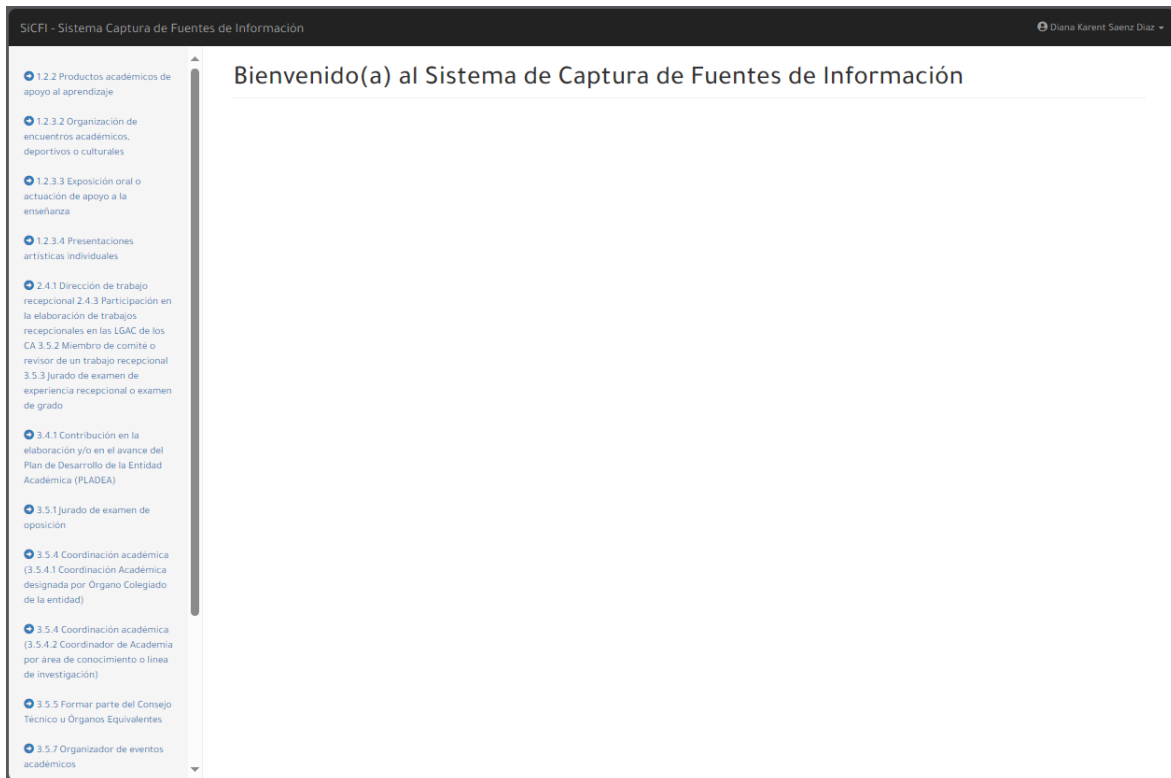 SiCFI - Sistema Captura de Fuentes de Información
Diana Karent Saenz Diaz
1.2.2 Productos académicos de
apoyo al aprendizaje
1.2.3.2 Organización de
encuentros académicos,
deportivos o culturales
1.2.3.3 Exposición oral o
actuación de apoyo a la
enseñanza
1.2.3.4 Presentaciones
artísticas individuales
2.4.1 Dirección de trabajo
recepcional 2.4.3 Participación en
la elaboración de trabajos
recepcionales en las LGAC de los
CA 3.5.2 Miembro de comité o
revisor de un trabajo recepcional
3.5.3 Jurado de examen de
experiencia recepcional o examen
de grado
3.4.1 Contribución en la
elaboración y/o en el avance del
Plan de Desarrollo de la Entidad
Académica (PLADEA)
3.5.1 Jurado de examen de
oposición
3.5.4 Coordinación académica
(3.5.4.1 Coordinación Académica
designada por Órgano Colegiado
de la entidad)
3.5.4 Coordinación académica
(3.5.4.2 Coordinador de Academia
por área de conocimiento o línea
de investigación)
3.5.5 Formar parte del Consejo
Técnico u Órganos Equivalentes
3.5.7 Organizador de eventos
académicos
Bienvenido(a) al Sistema de Captura de Fuentes de Información